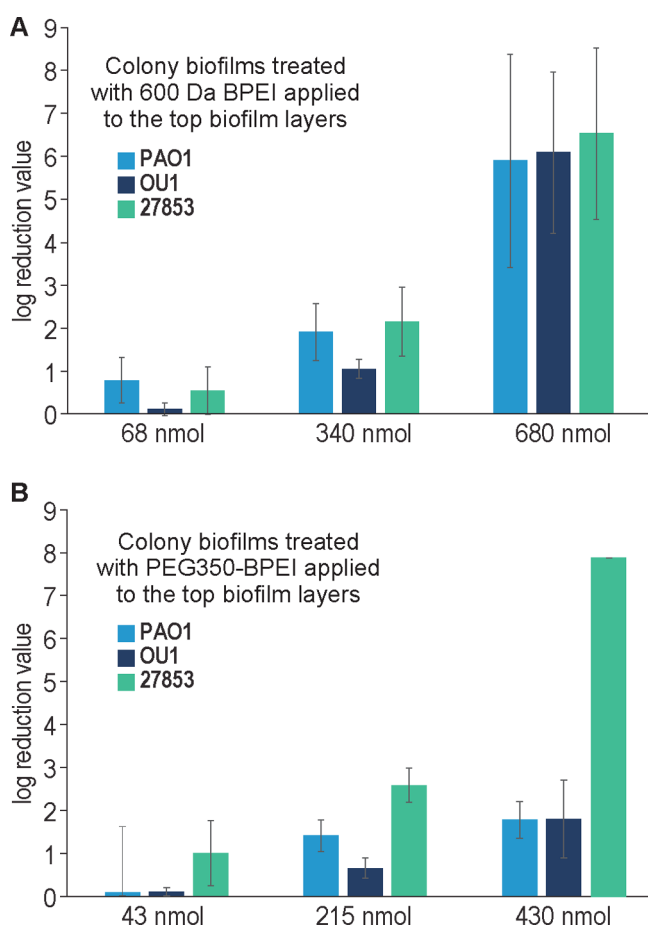 A
9
8
7
6
5
4
3
2
1
0
log reduction value
Colony biofilms treated
with 600 Da BPEI applied
to the top biofilm layers
PAO1
OU1
27853
68 nmol
340 nmol
680 nmol
B
9
8
7
6
5
4
3
2
1
0
log reduction value
Colony biofilms treated
with PEG350-BPEI applied
to the top biofilm layers
PAO1
OU1
27853
43 nmol
215 nmol
430 nmol